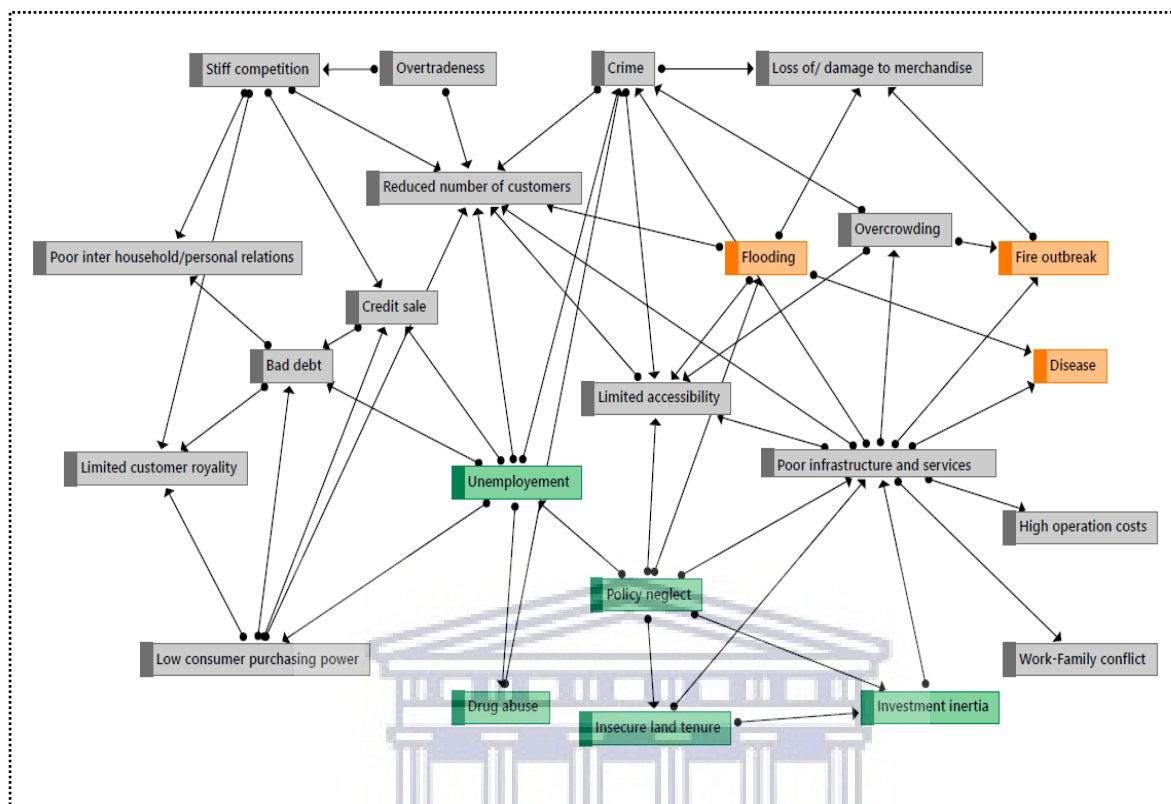 Stiff competition
Overtradeness
Crime
Loss of/ damage to merchandise
Reduced number of customers
Overcrowding
Poor inter household/personal relations
Flooding
Fire outbreak
Credit sale
Bad debt
Disease
Limited accessibility
Limited customer royality
Unemployement
Poor infrastructure and services
High operation costs
Policy neglect
Low consumer purchasing power
Work-Family conflict
Drug abuse
Investment inertia
Insecure land tenure